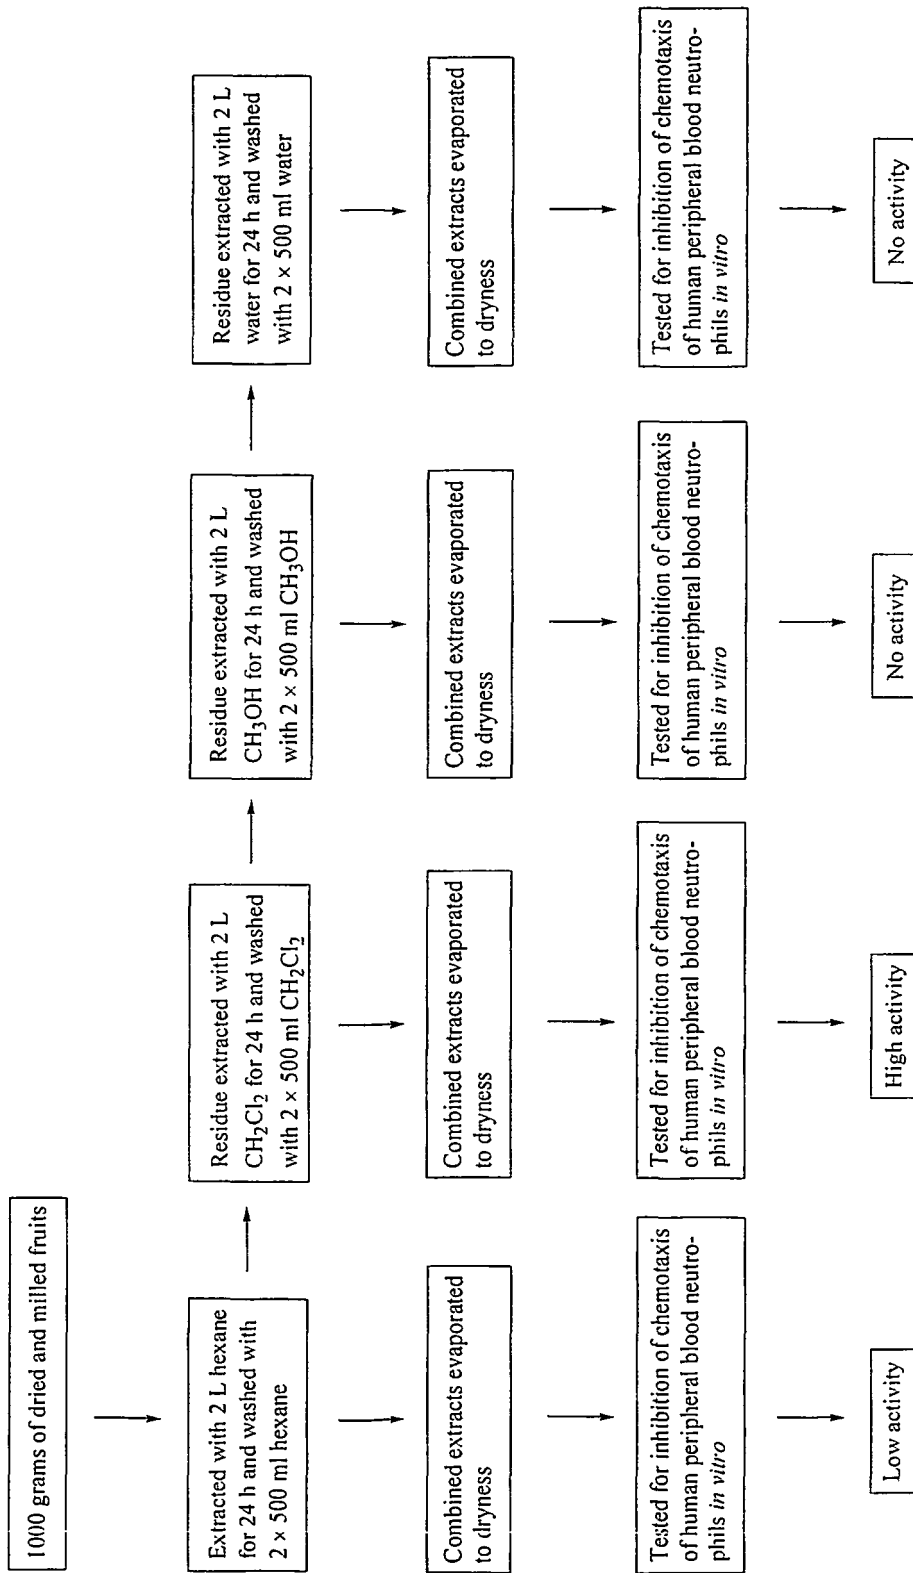 1000 grams of dried and milled fruits
Extracted with 2 L hexane
for 24 h and washed with
2 × 500 ml hexane
Residue extracted with 2 L
CH₂Cl₂ for 24 h and washed
with 2 × 500 ml CH₂Cl₂
Residue extracted with 2 L
CH₃OH for 24 h and washed
with 2 × 500 ml CH₃OH
Residue extracted with 2 L
water for 24 h and washed
with 2 × 500 ml water
Combined extracts evaporated
to dryness
Combined extracts evaporated
to dryness
Combined extracts evaporated
to dryness
Combined extracts evaporated
to dryness
Tested for inhibition of chemotaxis
of human peripheral blood neutro-
phils in vitro
Tested for inhibition of chemotaxis
of human peripheral blood neutro-
phils in vitro
Tested for inhibition of chemotaxis
of human peripheral blood neutro-
phils in vitro
Tested for inhibition of chemotaxis
of human peripheral blood neutro-
phils in vitro
Low activity
High activity
No activity
No activity